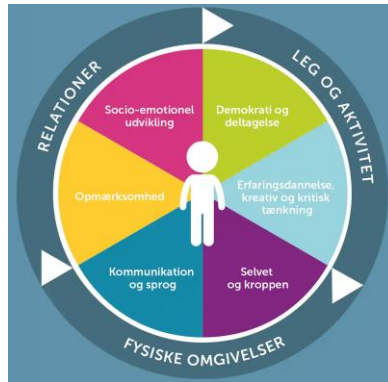 RELATIONER
LEG OG AKTIVITET
Socio-emotionel
udvikling
Demokrati og
deltagelse
Opmærksomhed
Erfaringsdannelse,
kreativ og kritisk
tænkning
Kommunikation
og sprog
Selvet
og kroppen
FYSISKE OMGIVELSER